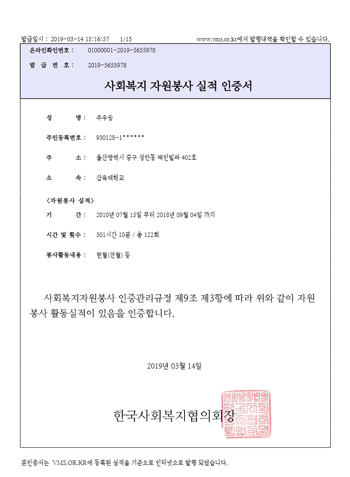 발급일시 : 2019-03-14 15:16:57 1/15 www.vms.or.kr에서 발행내역을 확인할 수 있습니다.
온라인확인번호 : 01000001-2019-5655978
발 급 번 호 : 2019-5655978
사회복지 자원봉사 실적 인증서
성 명 : 주우승
주민등록번호 : 930128-1******
주 소 : 울산광역시 중구 성안동 태인빌라 402호
소 속 : 삼육대학교
<자원봉사 실적>
기 간 : 2010년 07월 15일 부터 2018년 09월 04일 까지
시간 및 횟수 : 501시간 10분 / 총 122회
봉사활동내용 : 헌혈(전혈) 등
사회복지자원봉사 인증관리규정 제9조 제3항에 따라 위와 같이 자원
봉사 활동실적이 있음을 인증합니다.
2019년 03월 14일
한국사회복지협의회장
본인증서는 VMS.OR.KR에 등록된 실적을 기준으로 인터넷으로 발행 되었습니다.